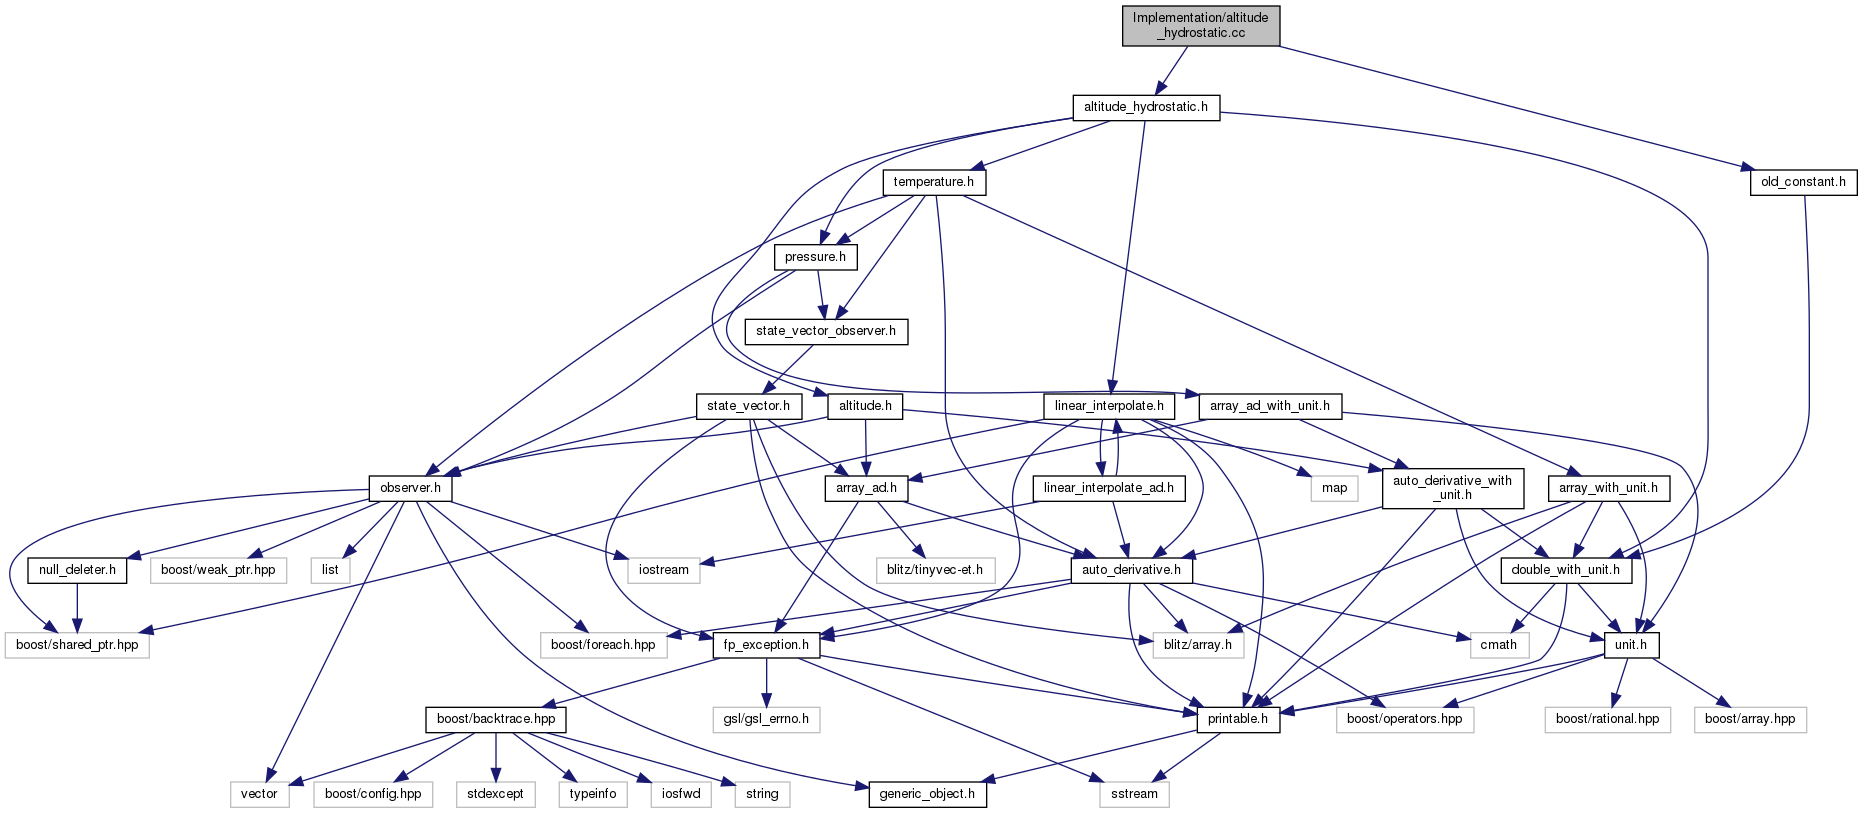 Implementation/altitude
_hydrostatic.cc
altitude_hydrostatic.h
temperature.h
old_constant.h
pressure.h
state_vector_observer.h
state_vector.h
altitude.h
linear_interpolate.h
array_ad_with_unit.h
observer.h
array_ad.h
linear_interpolate_ad.h
map
auto_derivative_with
_unit.h
array_with_unit.h
null_deleter.h
boost/weak_ptr.hpp
list
iostream
blitz/tinyvec-et.h
auto_derivative.h
double_with_unit.h
boost/shared_ptr.hpp
boost/foreach.hpp
fp_exception.h
blitz/array.h
cmath
unit.h
boost/backtrace.hpp
gsl/gsl_errno.h
printable.h
boost/operators.hpp
boost/rational.hpp
boost/array.hpp
vector
boost/config.hpp
stdexcept
typeinfo
iosfwd
string
generic_object.h
sstream